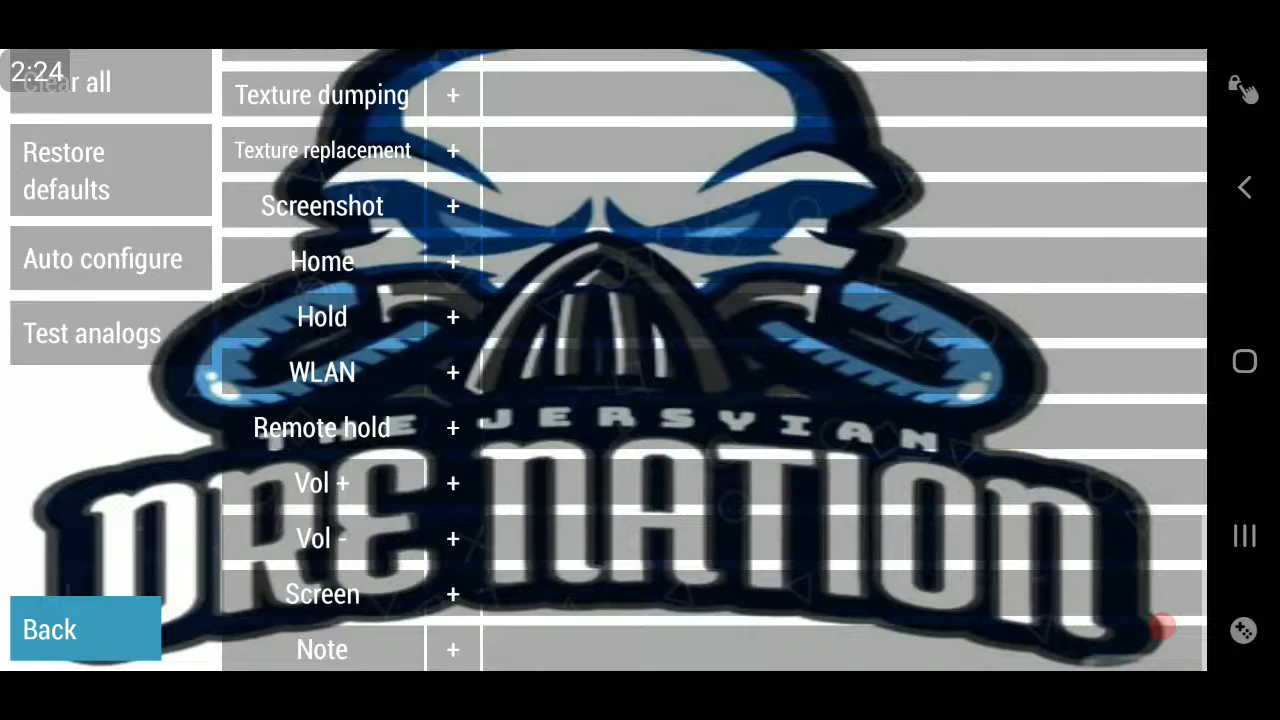 2:24
Clear all
Restore
defaults
Auto configure
Test analogs
Back
Texture dumping +
Texture replacement +
Screenshot +
Home +
Hold +
WLAN +
Remote hold +
Vol + +
Vol - +
Screen +
Note +
THE JERSYIAN
DRE NATION